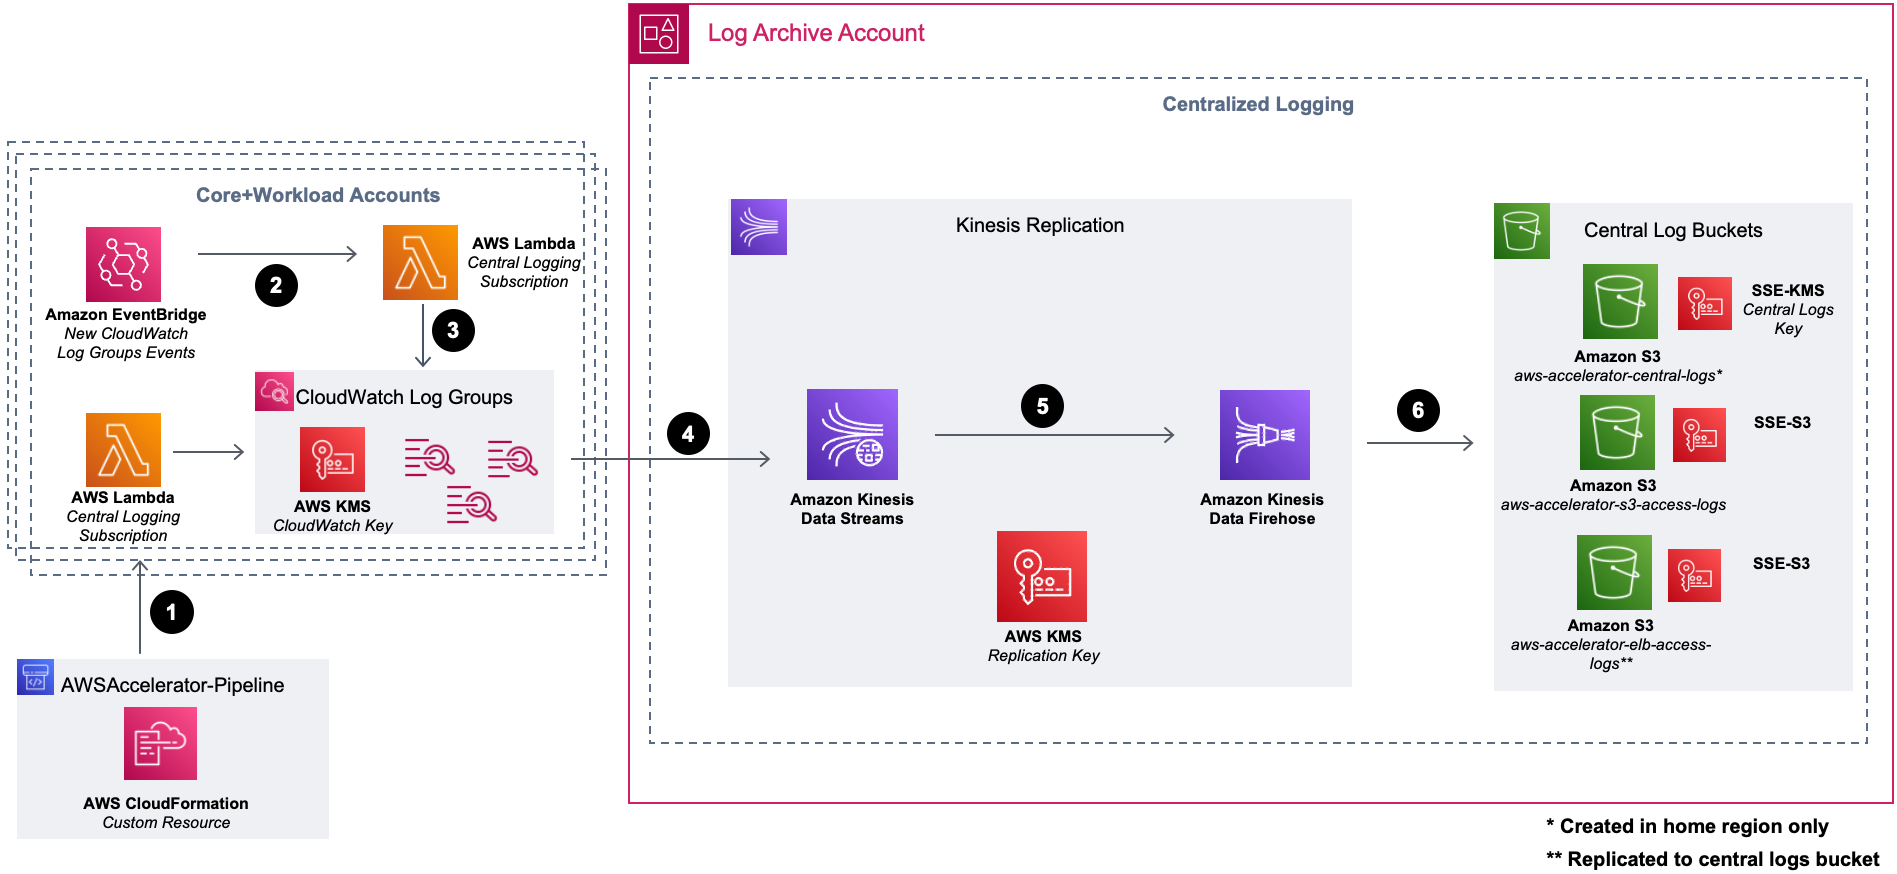 Log Archive Account
Centralized Logging
Core+Workload Accounts
Amazon EventBridge
New CloudWatch
Log Groups Events
2
AWS Lambda
Central Logging
Subscription
3
AWS Lambda
Central Logging
Subscription
CloudWatch Log Groups
AWS KMS
CloudWatch Key
1
AWSAccelerator-Pipeline
AWS CloudFormation
Custom Resource
4
Kinesis Replication
Amazon Kinesis
Data Streams
5
Amazon Kinesis
Data Firehose
AWS KMS
Replication Key
6
Central Log Buckets
SSE-KMS
Central Logs
Key
Amazon S3
aws-accelerator-central-logs*
SSE-S3
Amazon S3
aws-accelerator-s3-access-logs
SSE-S3
Amazon S3
aws-accelerator-elb-access-
logs**
* Created in home region only
** Replicated to central logs bucket